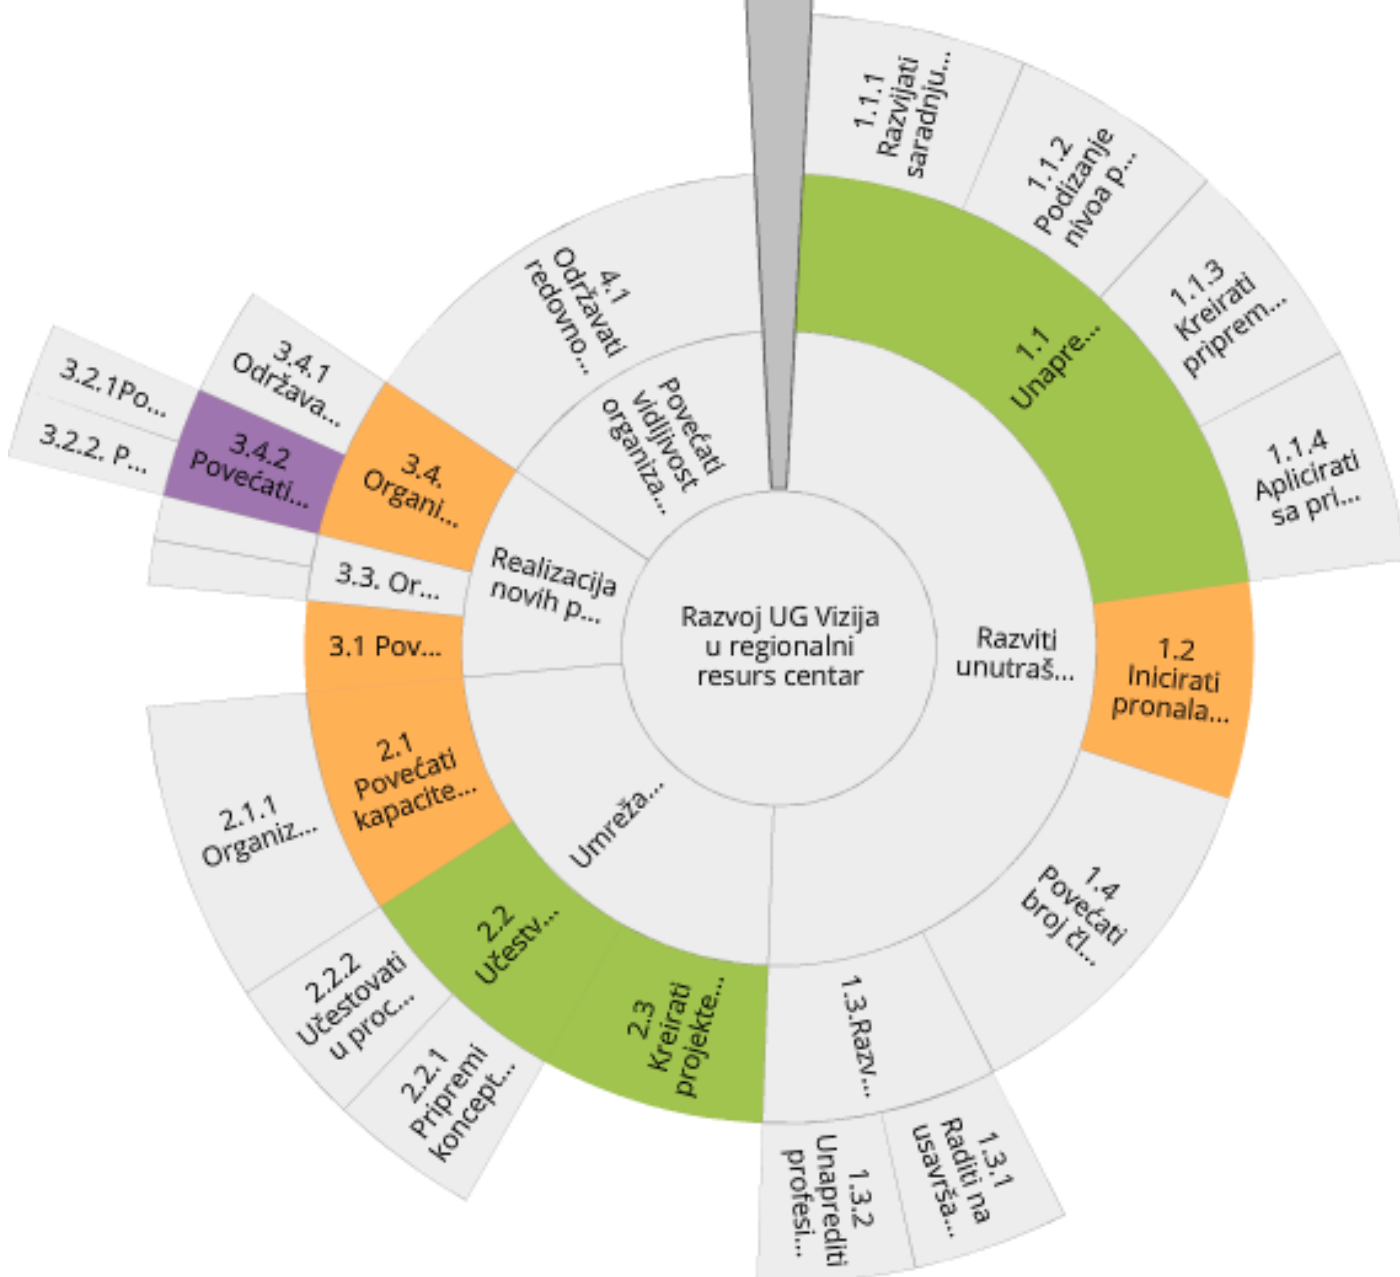 Razvoj UG Vizija
u regionalni
resurs centar
Razviti
unutraš...
1.1
Unapre...
1.1.1
Razvijati
saradnju...
1.1.2
Podizanje
nivoa p...
1.1.3
Kreirati
priprem...
1.1.4
Aplicirati
sa pri...
1.2
Inicirati
pronala...
1.4
Povećati
broj čl...
1.3.Razv...
1.3.1
Raditi na
usavrša...
1.3.2
Unaprediti
profesi...
Umreža...
2.3
Kreirati
projekte...
2.2
Učestv...
2.2.1
Pripremi
koncept...
2.2.2
Učestovati
u proc...
2.1
Povećati
kapacite...
2.1.1
Organiz...
Realizacija
novih p...
3.1 Pov...
3.3. Or...
3.4.
Organi...
3.4.2
Povećati...
3.2.2. P...
3.2.1Po...
3.4.1
Održava...
Povećati
vidljivost
organiza...
4.1
Održavati
redovno...